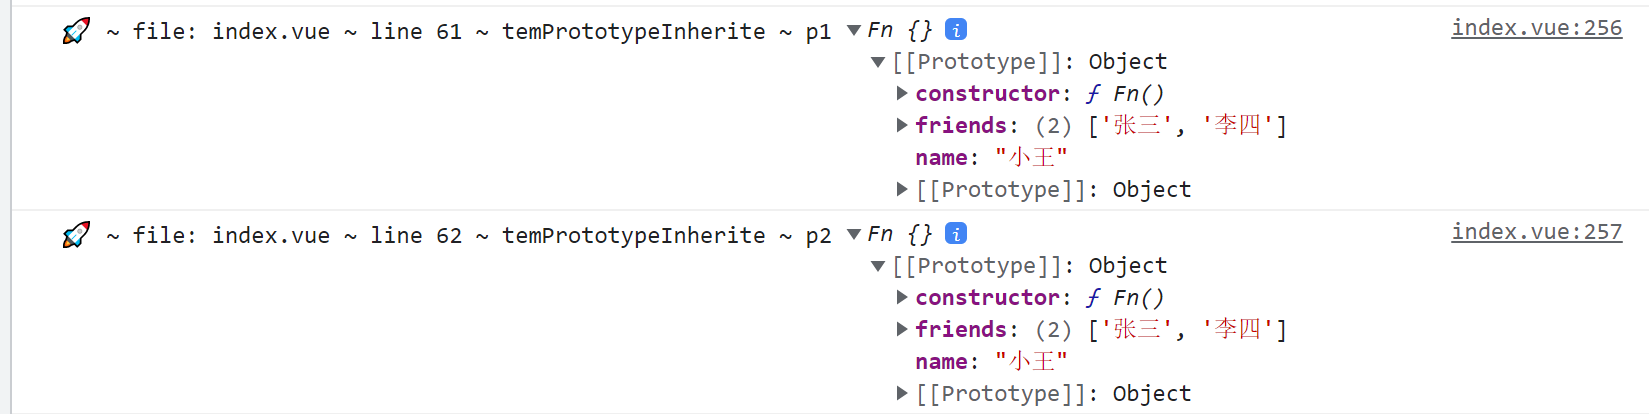 🚀 ~ file: index.vue ~ line 61 ~ temPrototypeInherite ~ p1 ▼Fn {} i index.vue:256
▼[[Prototype]]: Object
▶constructor: ƒ Fn()
▶friends: (2) ['张三', '李四']
name: "小王"
▶[[Prototype]]: Object
🚀 ~ file: index.vue ~ line 62 ~ temPrototypeInherite ~ p2 ▼Fn {} i index.vue:257
▼[[Prototype]]: Object
▶constructor: ƒ Fn()
▶friends: (2) ['张三', '李四']
name: "小王"
▶[[Prototype]]: Object